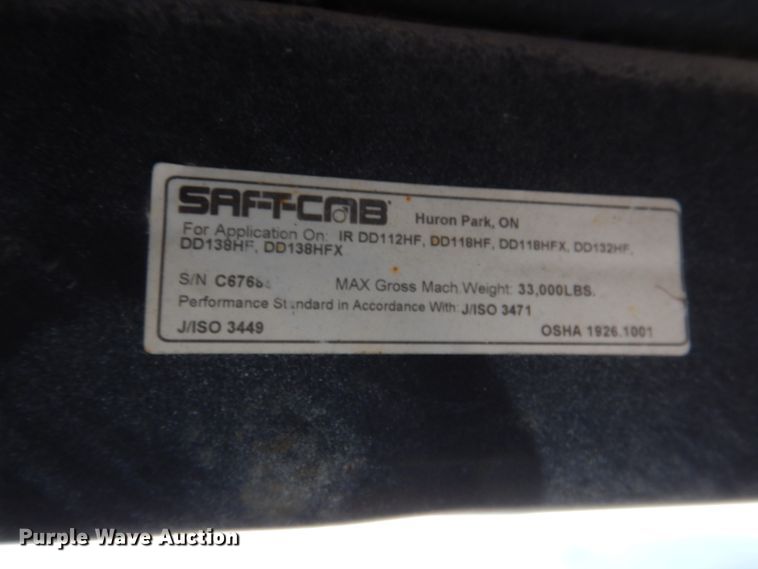 SAF-T-CAB Huron Park, ON
For Application On: IR DD112HF, DD118HF, DD118HFX, DD132HF,
DD138HF, DD138HFX
S/N MAX Gross Mach Weight: 33,000LBS.
Performance Standard in Accordance With: J/ISO 3471
J/ISO 3449 OSHA 1926.1001
Purple Wave Auction